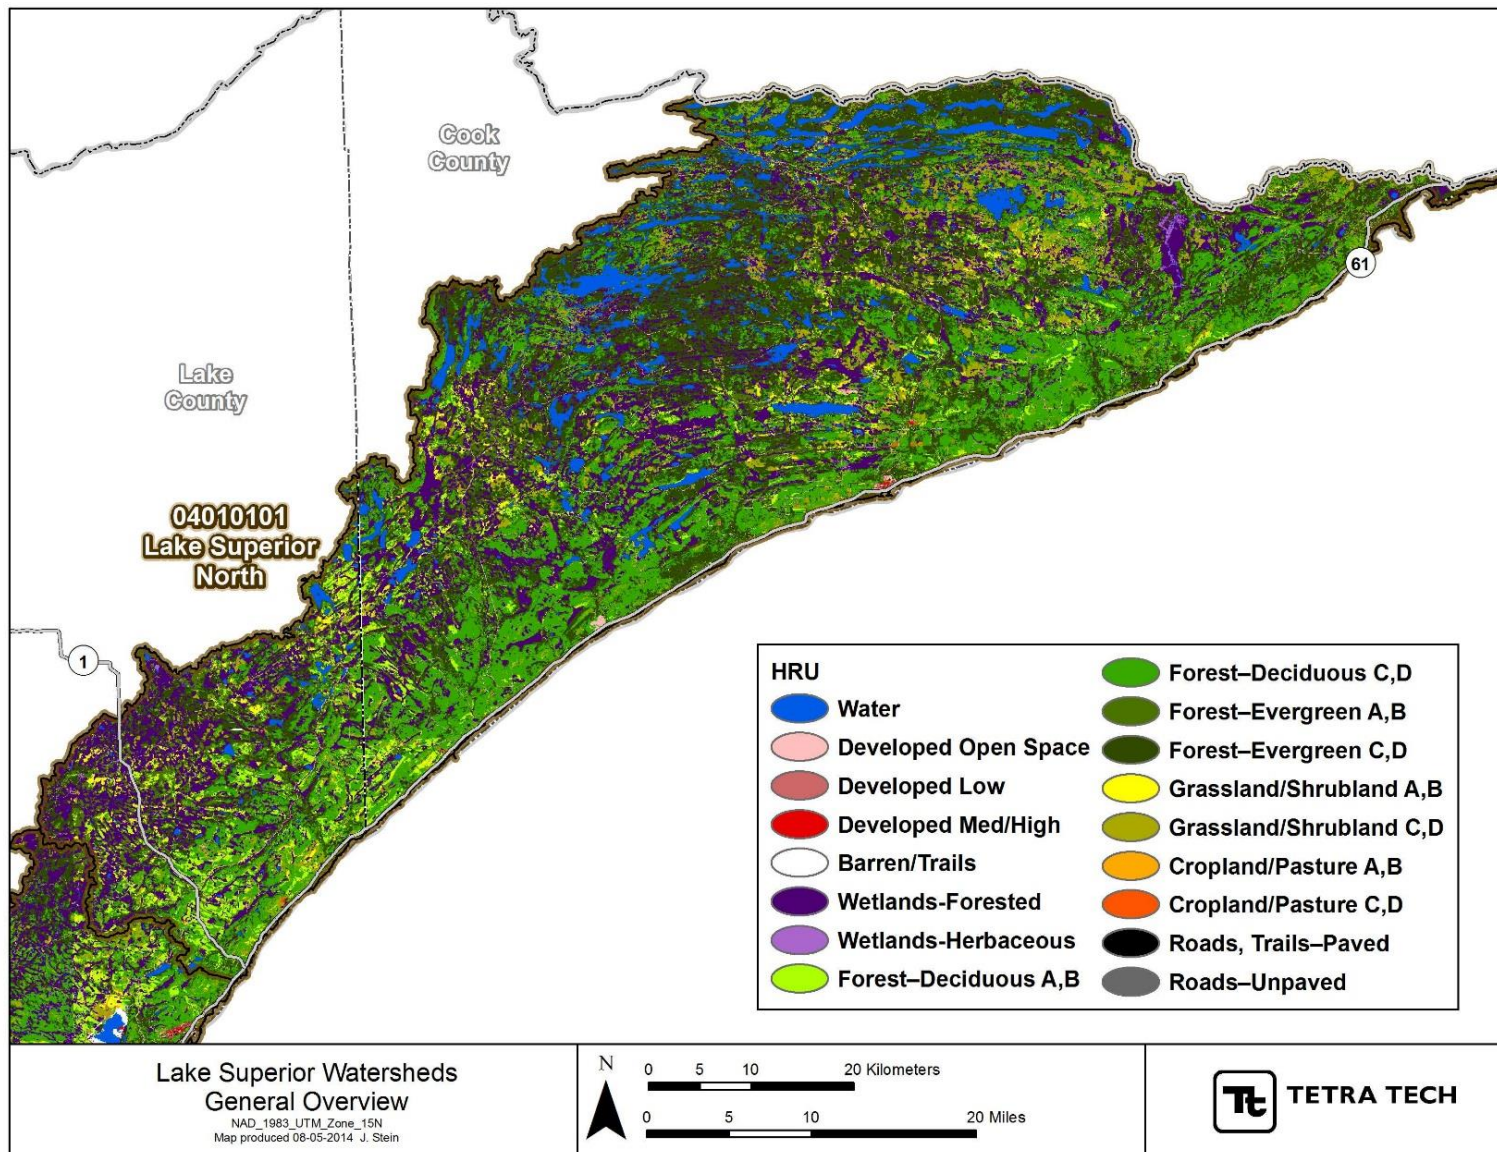 Cook
County
61
Lake
County
04010101
Lake Superior
North
1
HRU
Water
Developed Open Space
Developed Low
Developed Med/High
Barren/Trails
Wetlands-Forested
Wetlands-Herbaceous
Forest–Deciduous A,B
Forest–Deciduous C,D
Forest–Evergreen A,B
Forest–Evergreen C,D
Grassland/Shrubland A,B
Grassland/Shrubland C,D
Cropland/Pasture A,B
Cropland/Pasture C,D
Roads, Trails–Paved
Roads–Unpaved
Lake Superior Watersheds
General Overview
NAD_1983_UTM_Zone_15N
Map produced 08-05-2014 J. Stein
N
0 5 10 20 Kilometers
0 5 10 20 Miles
Tt TETRA TECH